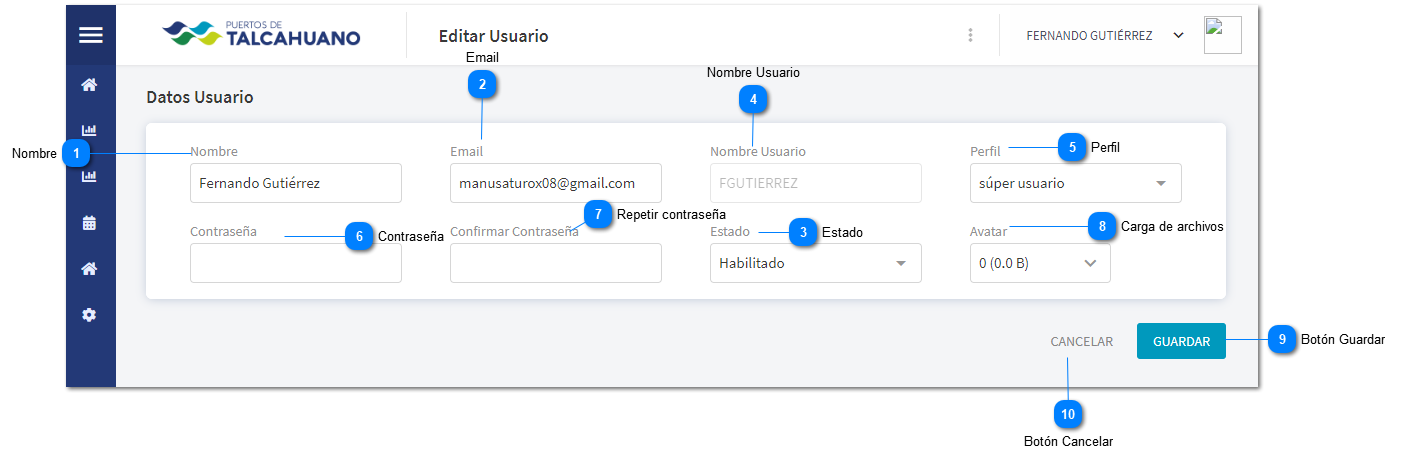 PUERTOS DE
TALCAHUANO
Editar Usuario
FERNANDO GUTIÉRREZ
Email
2
Nombre Usuario
4
Datos Usuario
Nombre
1
Nombre
Email
Nombre Usuario
Perfil
5
Perfil
Fernando Gutiérrez
manusaturox08@gmail.com
FGUTIERREZ
súper usuario
7
Repetir contraseña
Contraseña
6
Contraseña
Confirmar Contraseña
Estado
3
Estado
Avatar
8
Carga de archivos
Habilitado
0 (0.0 B)
CANCELAR
GUARDAR
9
Botón Guardar
10
Botón Cancelar